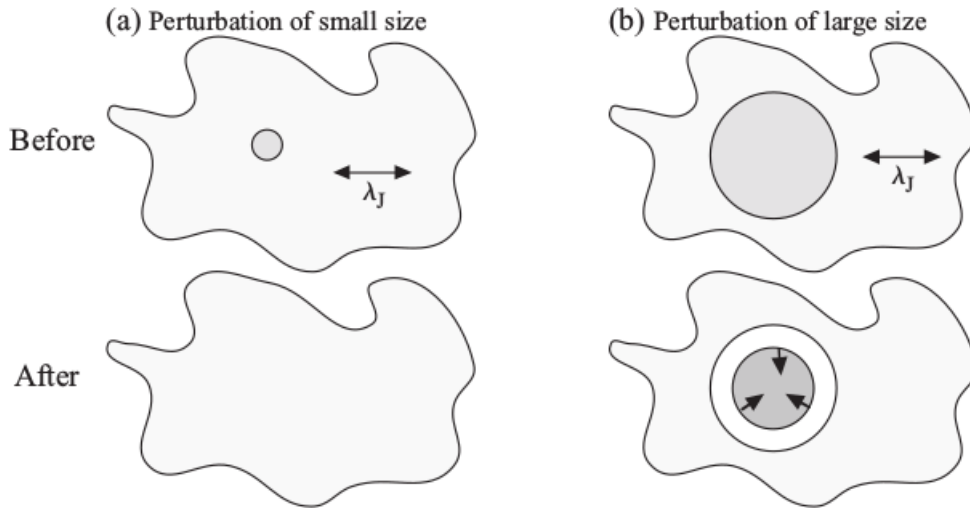 (a) Perturbation of small size
(b) Perturbation of large size
Before
λJ
λJ
After